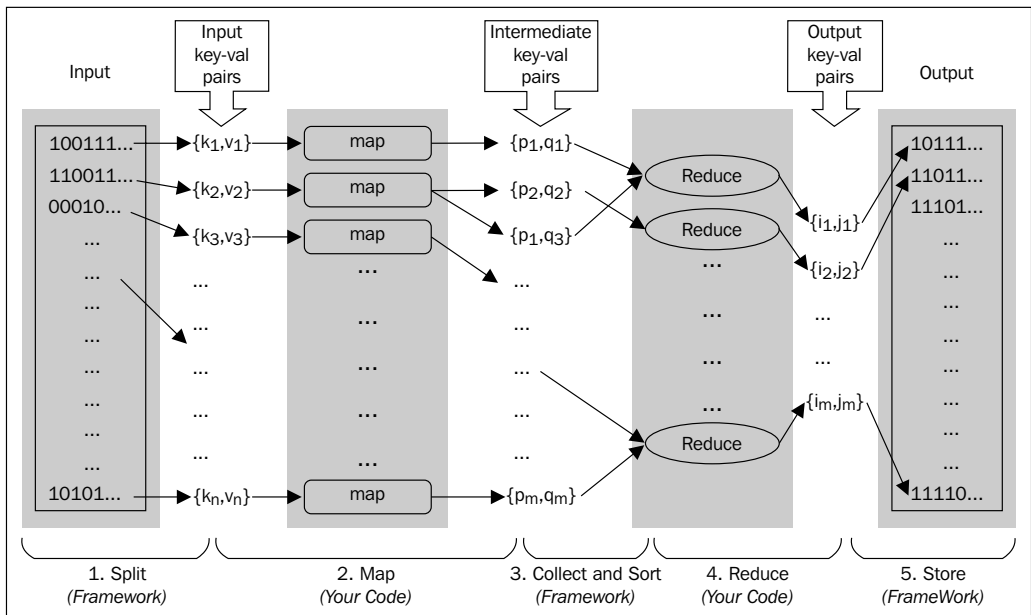 Input
Input
key-val
pairs
Intermediate
key-val
pairs
Output
key-val
pairs
Output
100111...
110011...
00010...
...
...
...
...
...
...
...
10101...
{k1,v1}
{k2,v2}
{k3,v3}
...
...
...
...
...
{kn,vn}
map
map
map
...
...
...
...
...
map
{p1,q1}
{p2,q2}
{p1,q3}
...
...
...
...
...
{pm,qm}
Reduce
Reduce
...
...
...
...
Reduce
{i1,j1}
{i2,j2}
...
...
{im,jm}
10111...
11011...
11101...
...
...
...
...
...
...
...
11110...
1. Split
(Framework)
2. Map
(Your Code)
3. Collect and Sort
(Framework)
4. Reduce
(Your Code)
5. Store
(FrameWork)